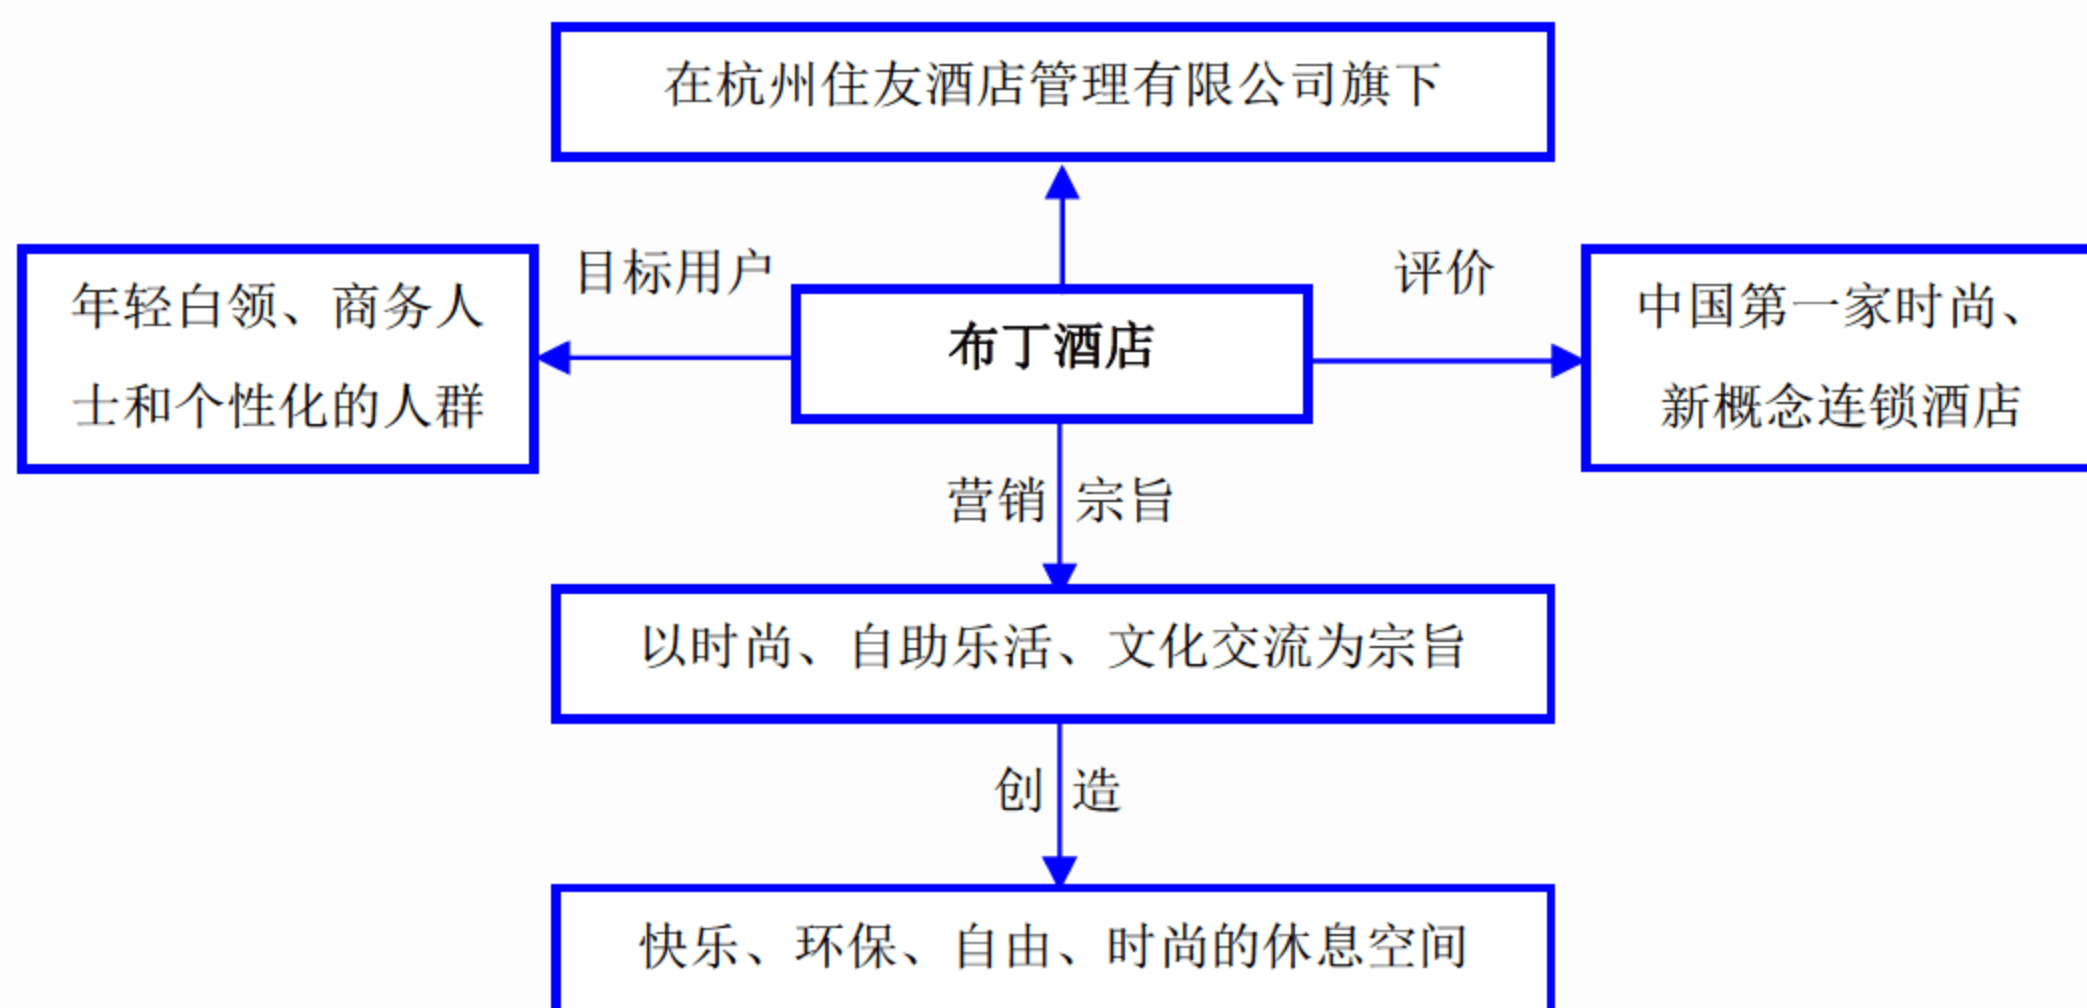 在杭州住友酒店管理有限公司旗下
目标用户
评价
年轻白领、商务人
士和个性化的人群
布丁酒店
中国第一家时尚、
新概念连锁酒店
营销 宗旨
以时尚、自助乐活、文化交流为宗旨
创 造
快乐、环保、自由、时尚的休息空间